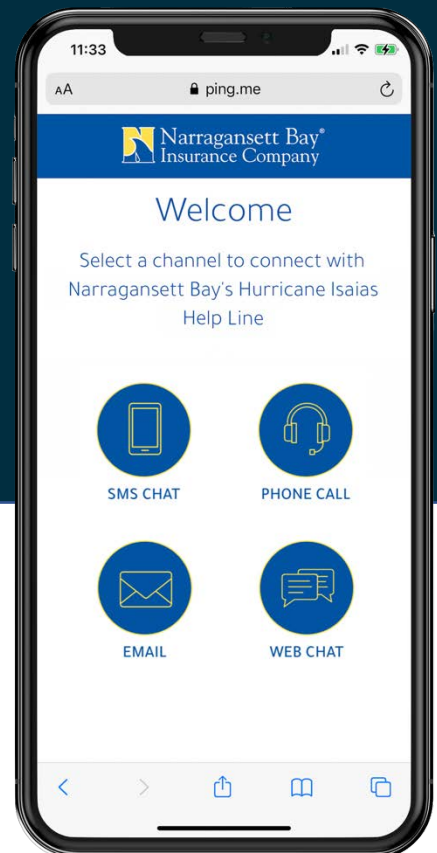 11:33
AA ping.me
Narragansett Bay®
Insurance Company
Welcome
Select a channel to connect with
Narragansett Bay's Hurricane Isaias
Help Line
SMS CHAT PHONE CALL
EMAIL WEB CHAT